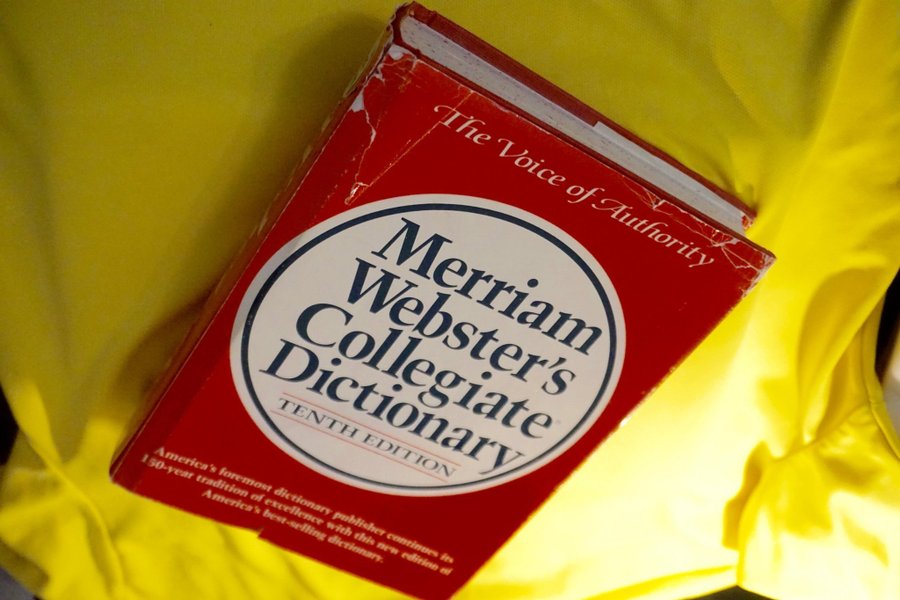 The Voice of Authority
Merriam
Webster's
Collegiate®
Dictionary
TENTH EDITION
America's foremost dictionary publisher continues its
150-year tradition of excellence with this new edition of
America's best-selling dictionary.